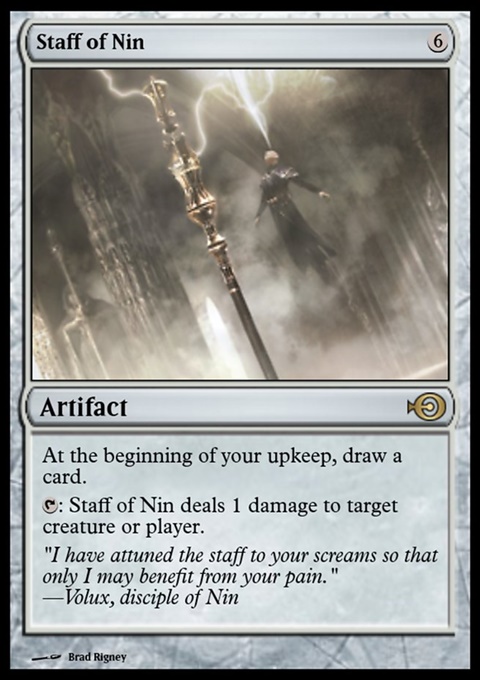 Staff of Nin
6
Artifact
At the beginning of your upkeep, draw a
card.
: Staff of Nin deals 1 damage to target
creature or player.
"I have attuned the staff to your screams so that
only I may benefit from your pain."
—Volux, disciple of Nin
Brad Rigney